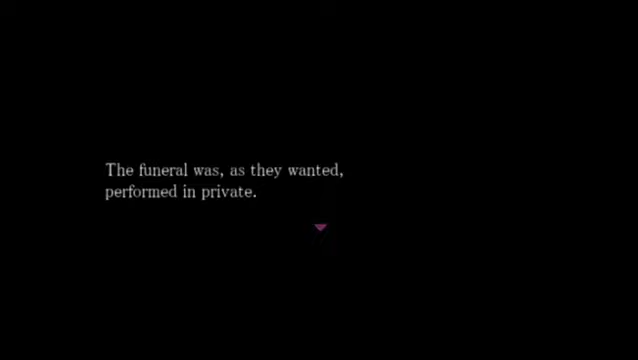 The funeral was, as they wanted,
performed in private.